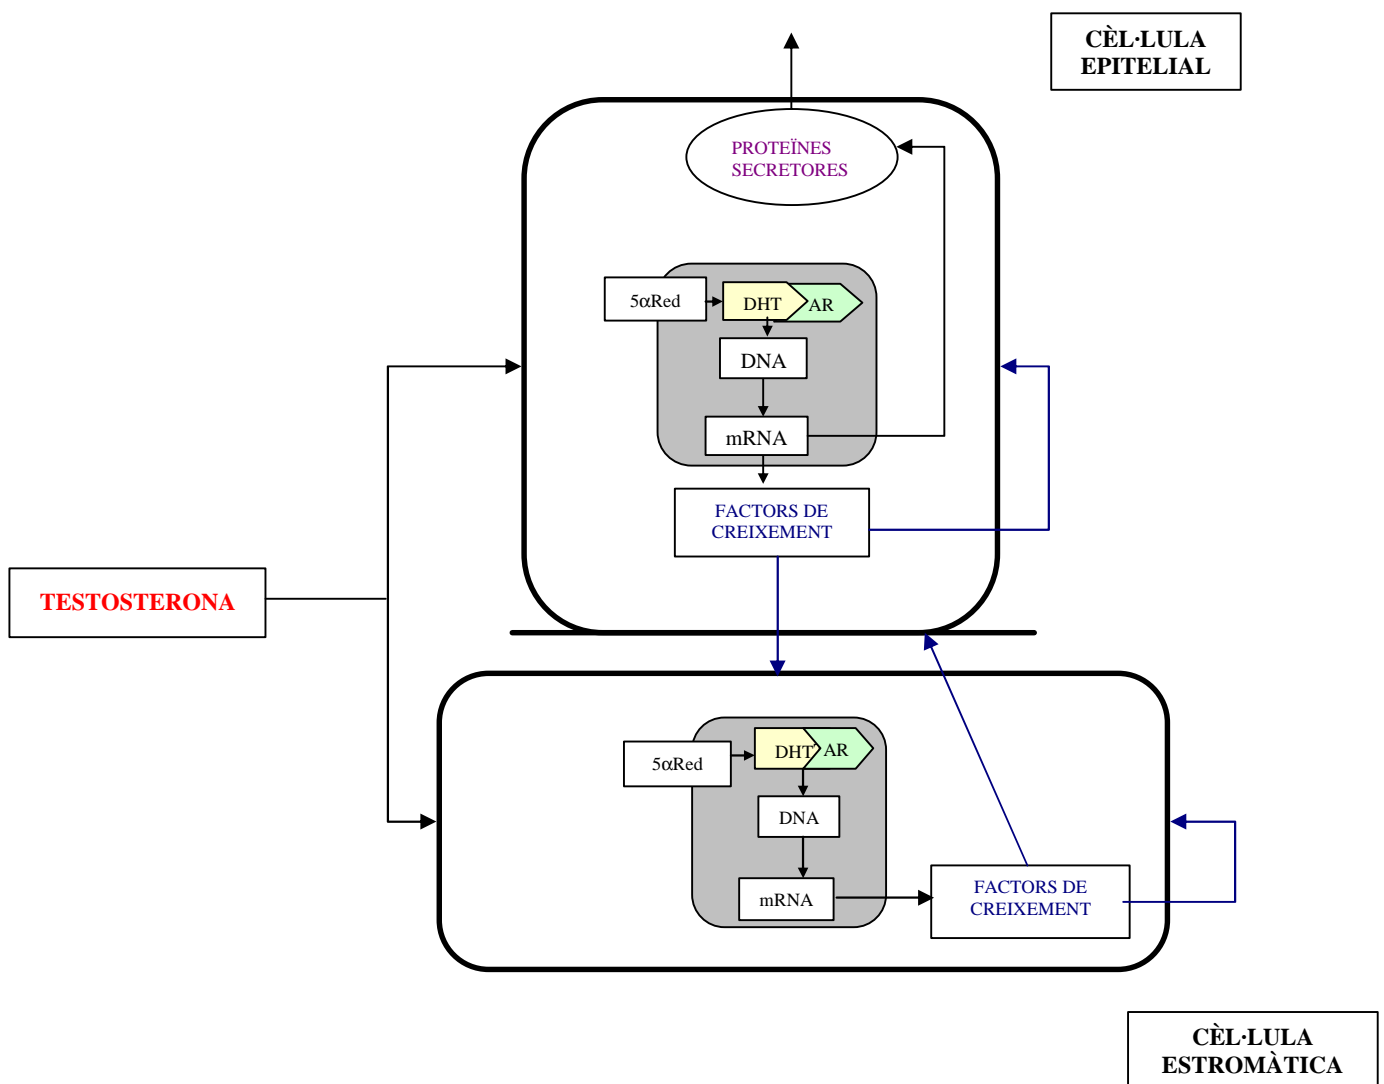 CÈL·LULA
EPITELIAL
PROTEÏNES
SECRETORES
5αRed
DHT
AR
DNA
mRNA
FACTORS DE
CREIXEMENT
TESTOSTERONA
5αRed
DHT
AR
DNA
mRNA
FACTORS DE
CREIXEMENT
CÈL·LULA
ESTROMÀTICA